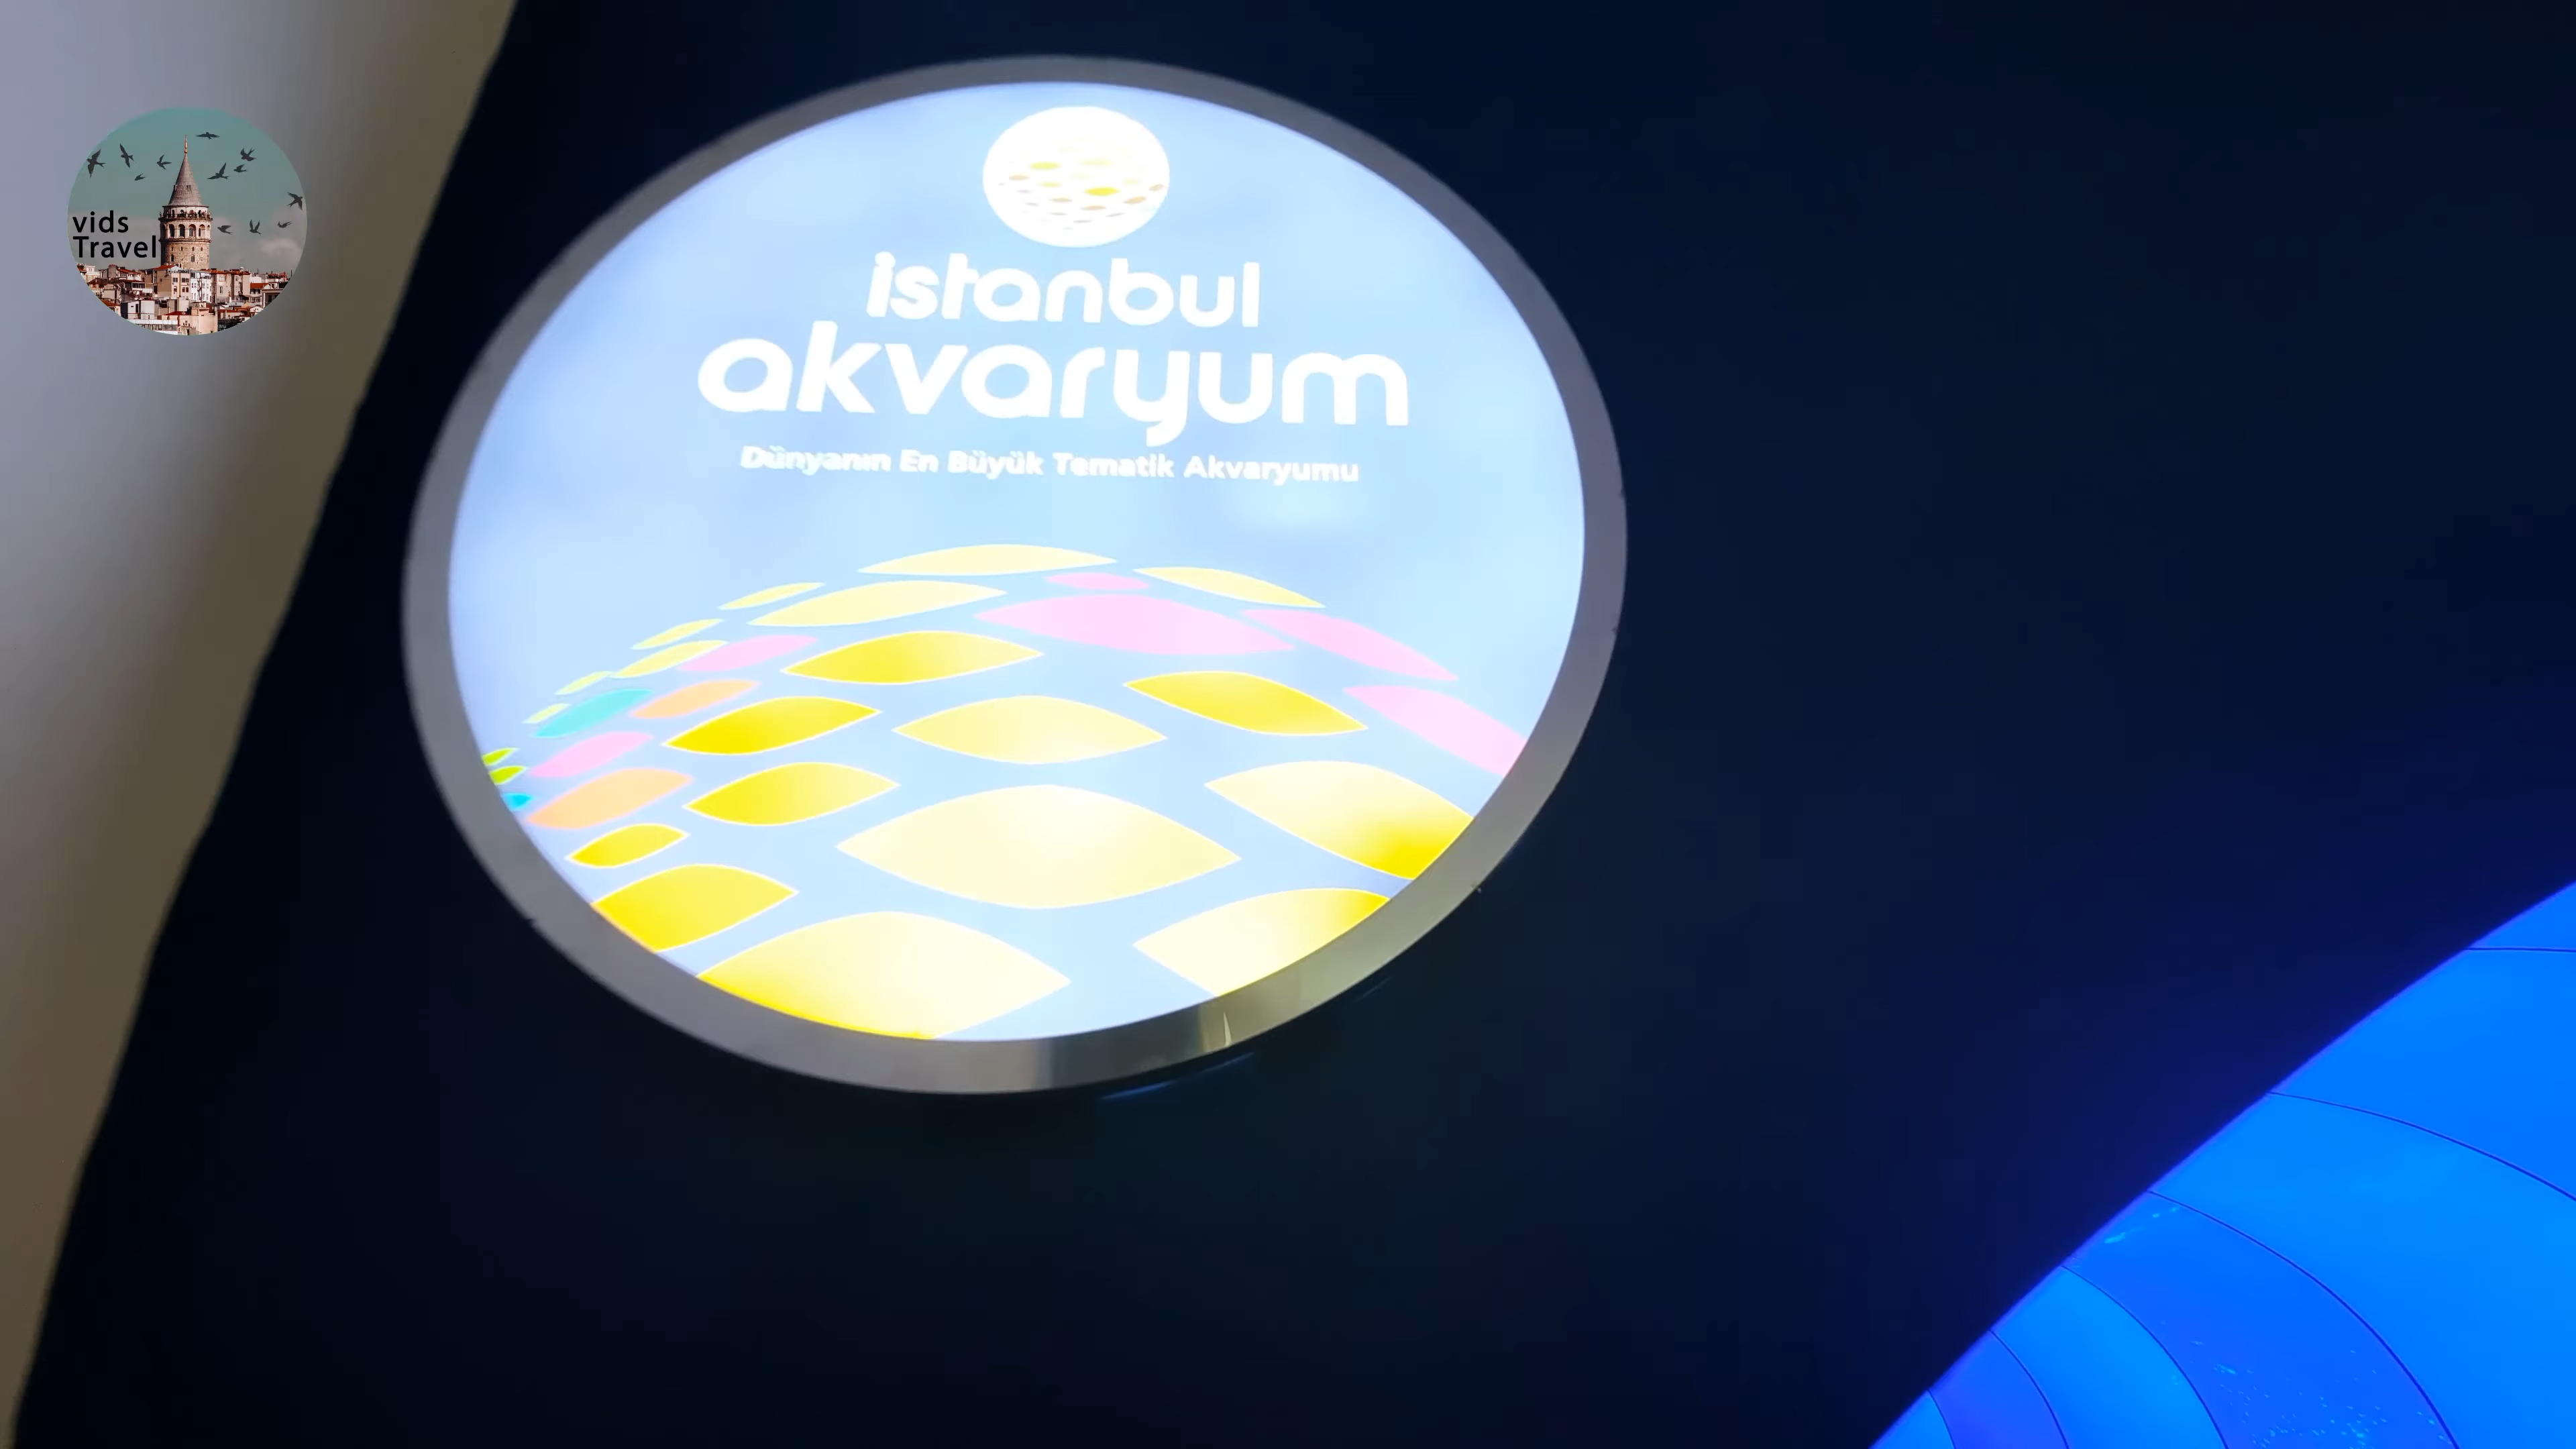 vids
Travel
istanbul
akvaryum
Dünyanın En Büyük Tematik Akvaryumu